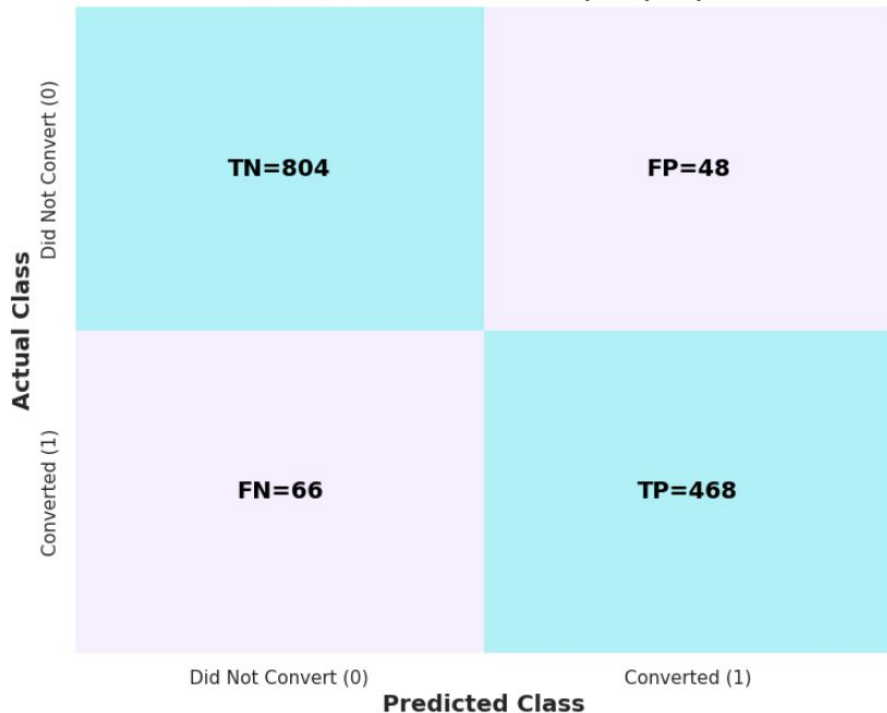 Did Not Convert (0)
TN=804
FP=48
Actual Class
Converted (1)
FN=66
TP=468
Did Not Convert (0)
Converted (1)
Predicted Class